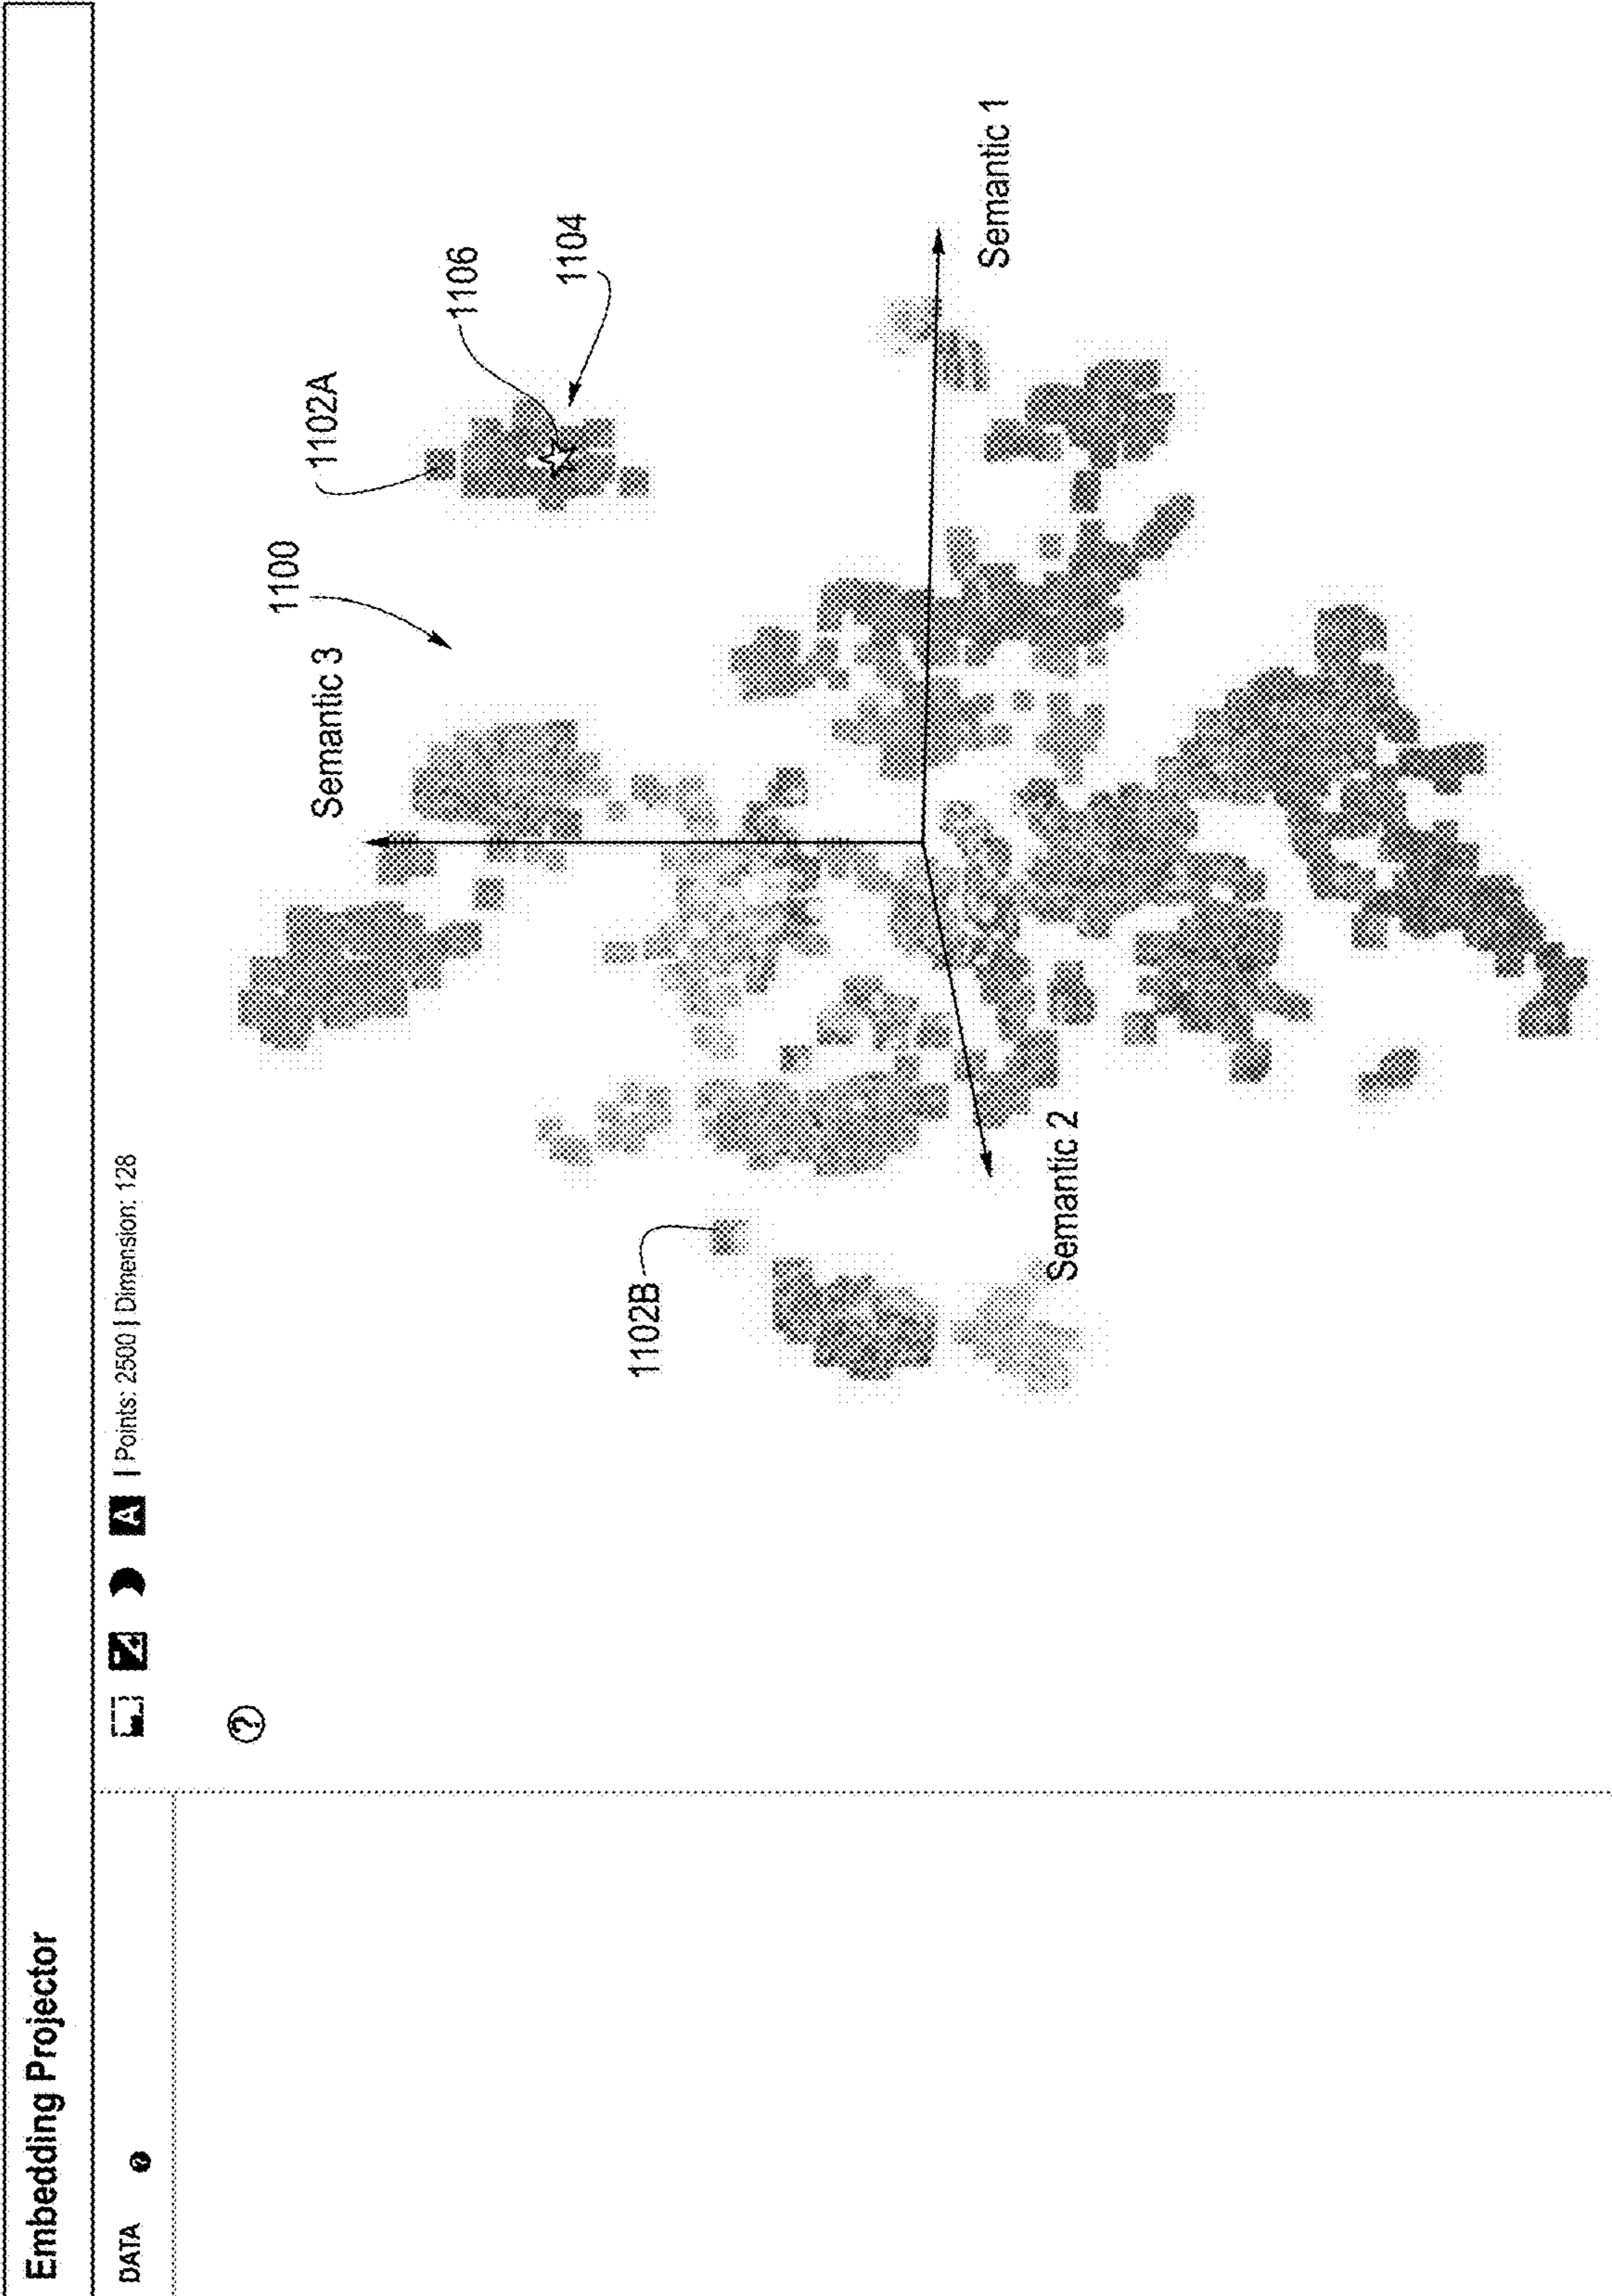 Embedding Projector
DATA ?
A | Points: 2500 | Dimension: 128
?
1100
Semantic 3
1102A
1106
1104
Semantic 1
1102B
Semantic 2